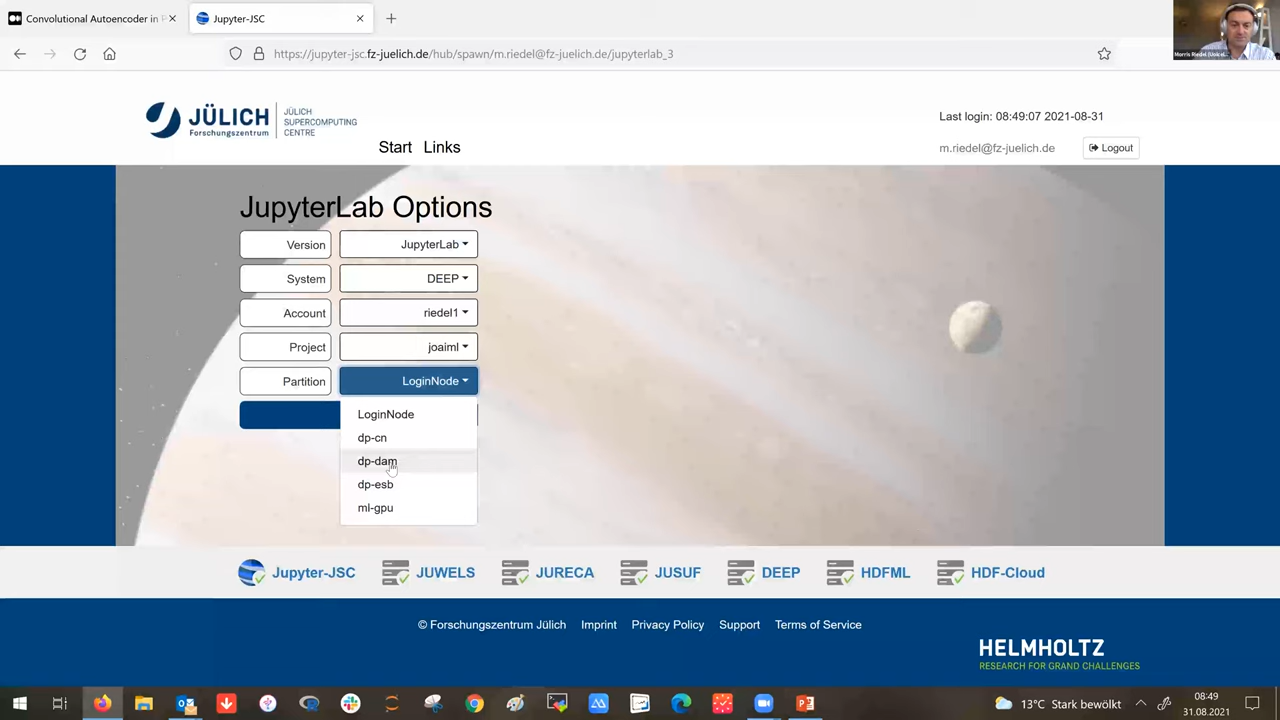 Convolutional Autoencoder in
Jupyter-JSC
https://jupyter-jsc.fz-juelich.de/hub/spawn/m.riedel@fz-juelich.de/jupyterlab_3
Morris Riedel
JÜLICH
Forschungszentrum
JÜLICH
SUPERCOMPUTING
CENTRE
Start Links
Last login: 08:49:07 2021-08-31
m.riedel@fz-juelich.de
Logout
JupyterLab Options
Version JupyterLab
System DEEP
Account riedel1
Project joaiml
Partition LoginNode
LoginNode
dp-cn
dp-dam
dp-esb
ml-gpu
Jupyter-JSC JUWELS JURECA JUSUF DEEP HDFML HDF-Cloud
© Forschungszentrum Jülich Imprint Privacy Policy Support Terms of Service
HELMHOLTZ
RESEARCH FOR GRAND CHALLENGES
13°C Stark bewölkt
08:49
31.08.2021